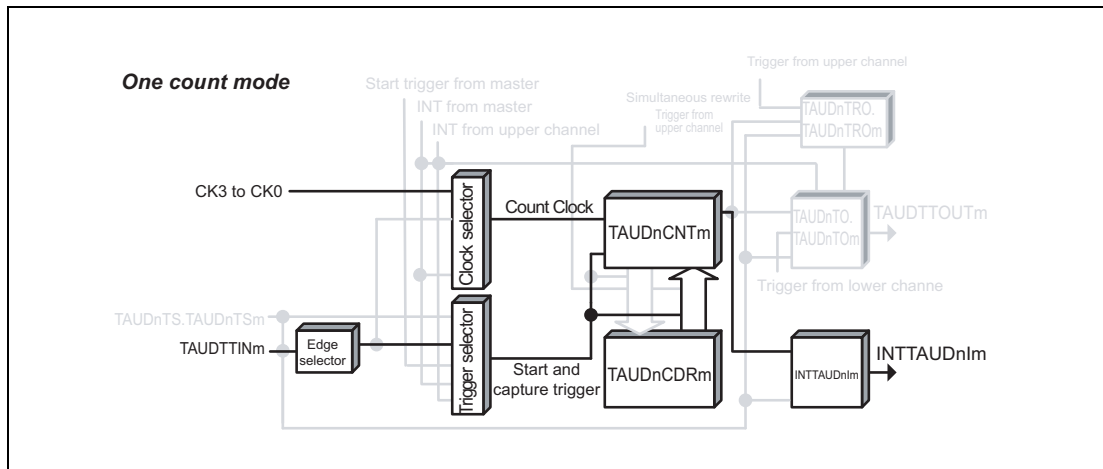 One count mode
Start trigger from master
INT from master
INT from upper channel
Simultaneous rewrite
Trigger from
upper channel
Trigger from upper channel
TAUDnTRO.
TAUDnTROm
CK3 to CK0
Clock selector
Count Clock
TAUDnCNTm
TAUDnTO.
TAUDnTOm
TAUDTTOUTm
Trigger from lower channe
TAUDnTS.TAUDnTSm
TAUDTTINm
Edge
selector
Trigger selector
Start and
capture trigger
TAUDnCDRm
INTTAUDnIm
INTTAUDnIm